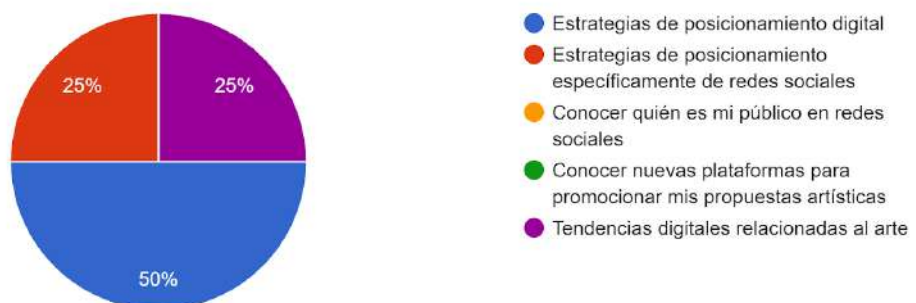 25%
25%
50%
Estrategias de posicionamiento digital
Estrategias de posicionamiento
específicamente de redes sociales
Conocer quién es mi público en redes
sociales
Conocer nuevas plataformas para
promocionar mis propuestas artísticas
Tendencias digitales relacionadas al arte